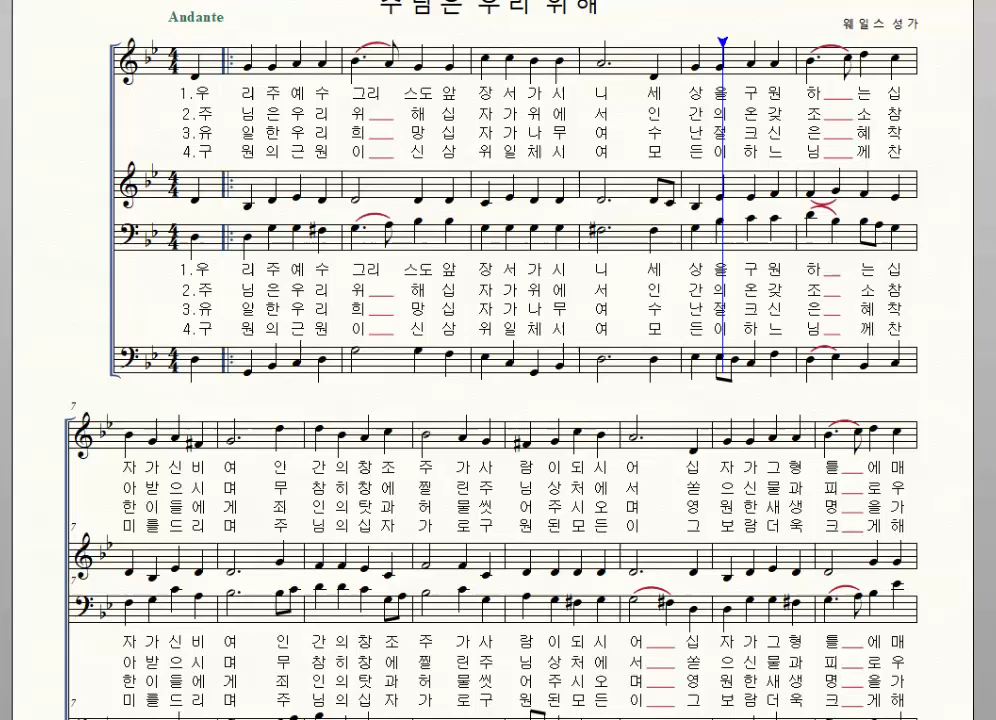 주 님 은 우 리 위 해
Andante
웨 일 스 성 가
1.우 리 주 예 수 그리 스도 앞 장 서 가 시 니 세 상 을 구 원 하 는 십
2.주 님 은 우 리 위 해 십 자 가 위 에 서 인 간 의 온 갖 조 소 참
3.유 일 한 우 리 희 망 십 자 가 나 무 여 수 난 절 크 신 은 혜 착
4.구 원 의 근 원 이 신 삼 위 일 체 시 여 모 든 이 하 느 님 께 찬
1.우 리 주 예 수 그리 스도 앞 장 서 가 시 니 세 상 을 구 원 하 는 십
2.주 님 은 우 리 위 해 십 자 가 위 에 서 인 간 의 온 갖 조 소 참
3.유 일 한 우 리 희 망 십 자 가 나 무 여 수 난 절 크 신 은 혜 착
4.구 원 의 근 원 이 신 삼 위 일 체 시 여 모 든 이 하 느 님 께 찬
7
자 가 신 비 여 인 간 의 창 조 주 가 사 람 이 되 시 어 십 자 가 그 형 틀 에 매
아 받 으 시 며 무 참 히 창 에 찔 린 주 님 상 처 에 서 쏟 으 신 물 과 피 로 우
한 이 들 에 게 죄 인 의 탓 과 허 물 씻 어 주 시 오 며 영 원 한 새 생 명 을 가
미 를 드 리 며 주 님 의 십 자 가 로 구 원 된 모 든 이 그 보 람 더 욱 크 게 해
7
7
자 가 신 비 여 인 간 의 창 조 주 가 사 람 이 되 시 어 십 자 가 그 형 틀 에 매
아 받 으 시 며 무 참 히 창 에 찔 린 주 님 상 처 에 서 쏟 으 신 물 과 피 로 우
한 이 들 에 게 죄 인 의 탓 과 허 물 씻 어 주 시 오 며 영 원 한 새 생 명 을 가
미 를 드 리 며 주 님 의 십 자 가 로 구 원 된 모 든 이 그 보 람 더 욱 크 게 해
7